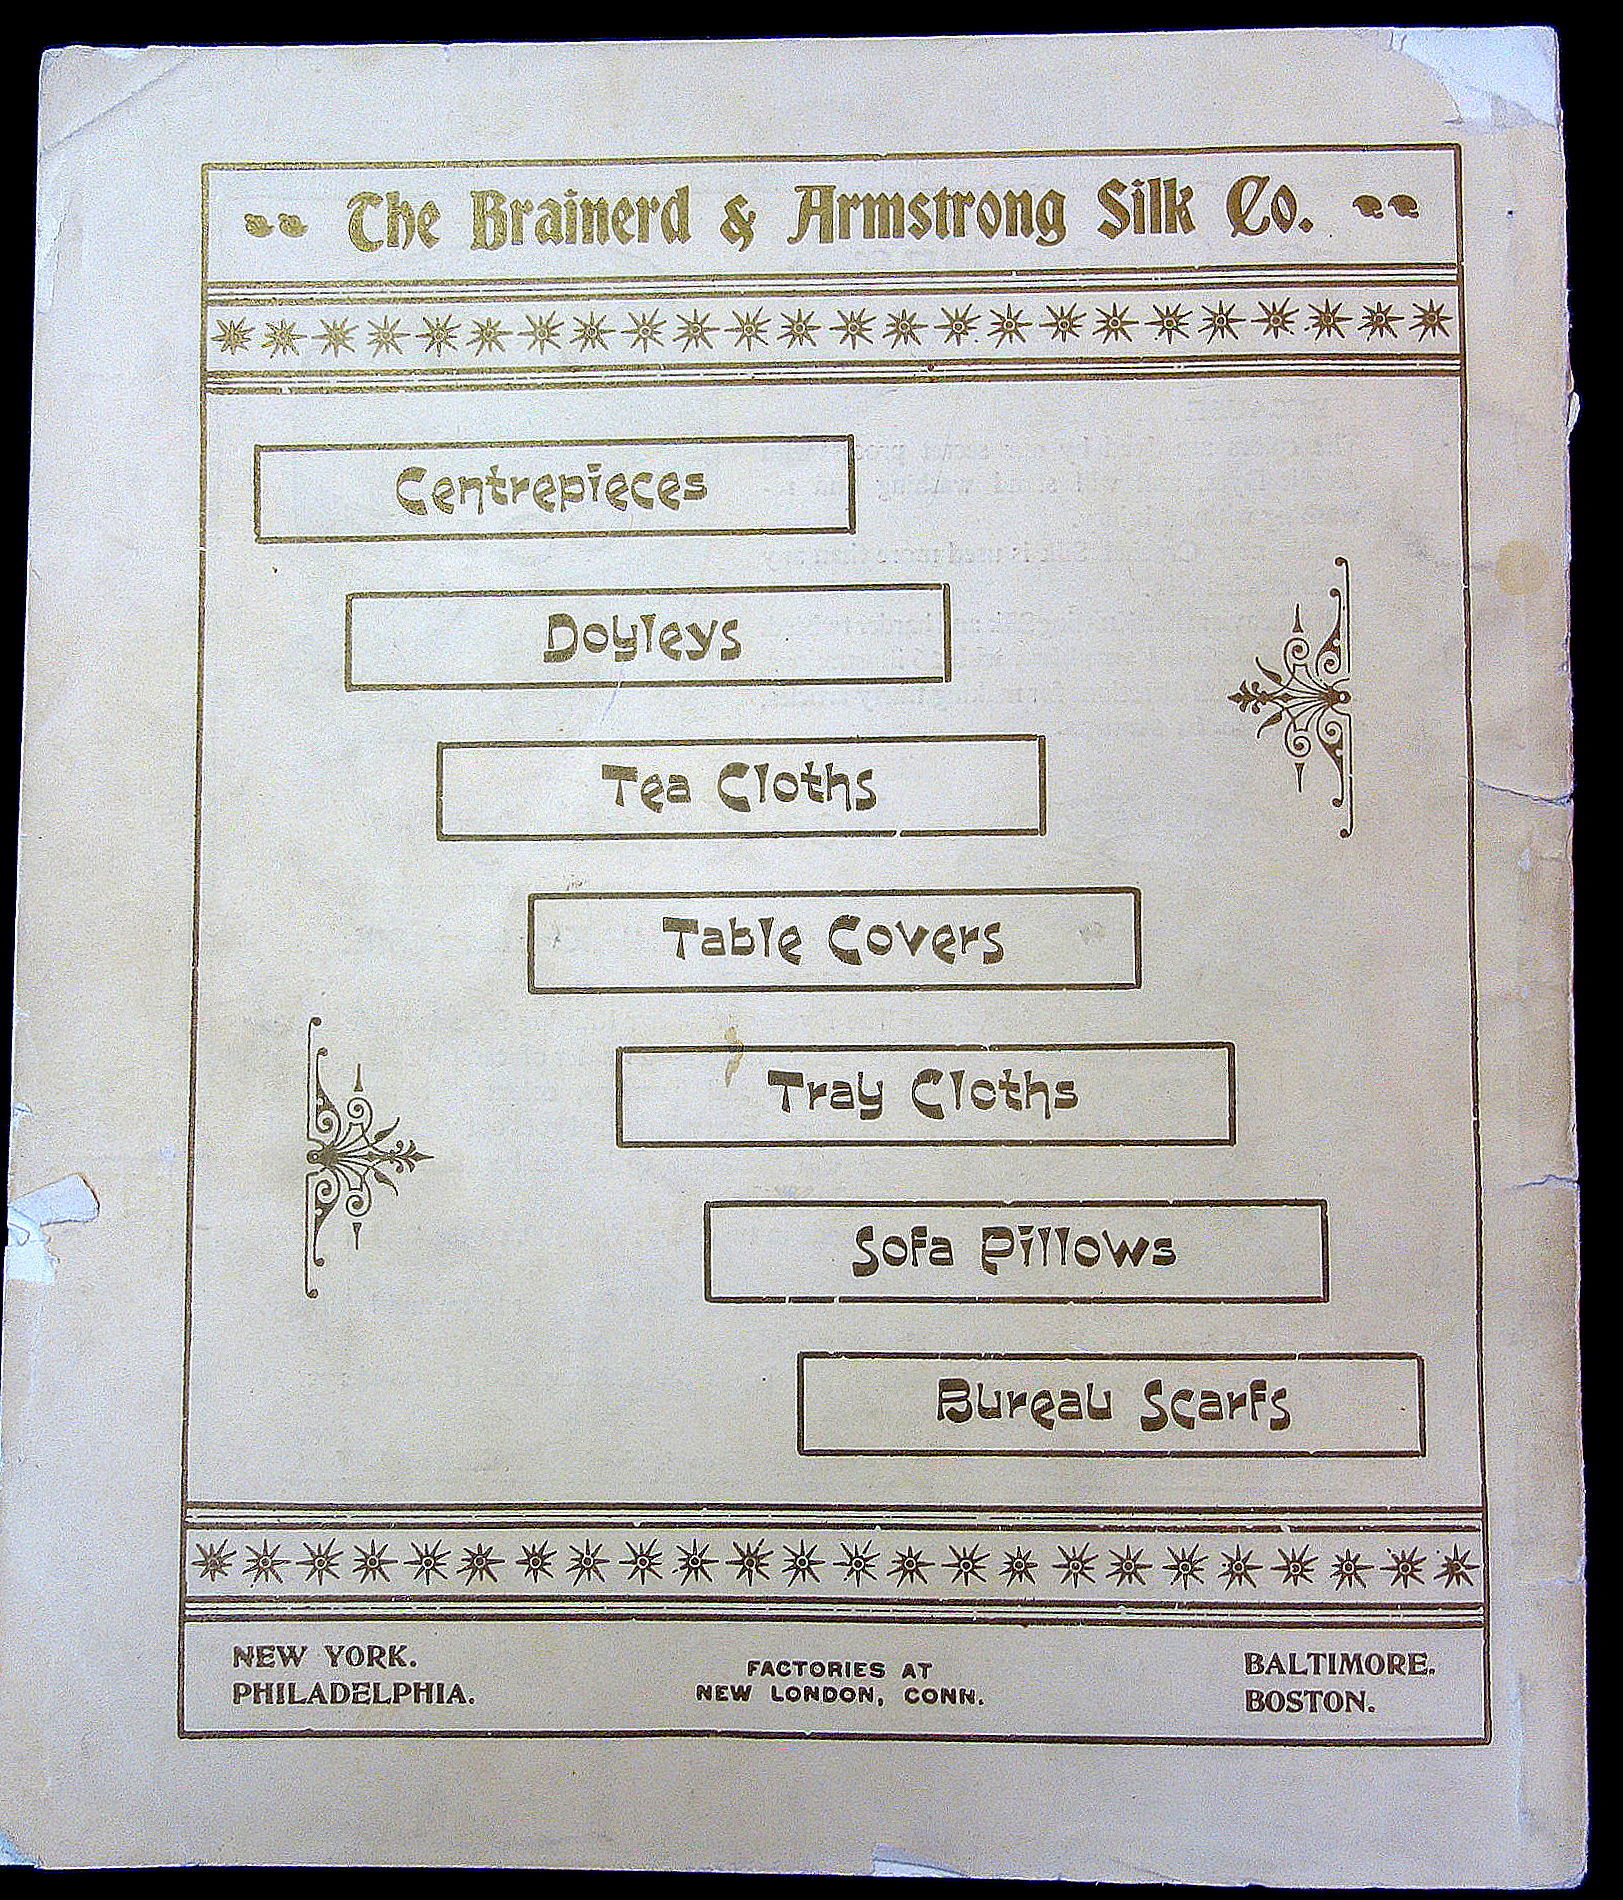 The Brainerd & Armstrong Silk Co.
Centrepieces
Doyleys
Tea Cloths
Table Covers
Tray Cloths
Sofa Pillows
Bureau Scarfs
NEW YORK.
PHILADELPHIA.
FACTORIES AT
NEW LONDON, CONN.
BALTIMORE.
BOSTON.